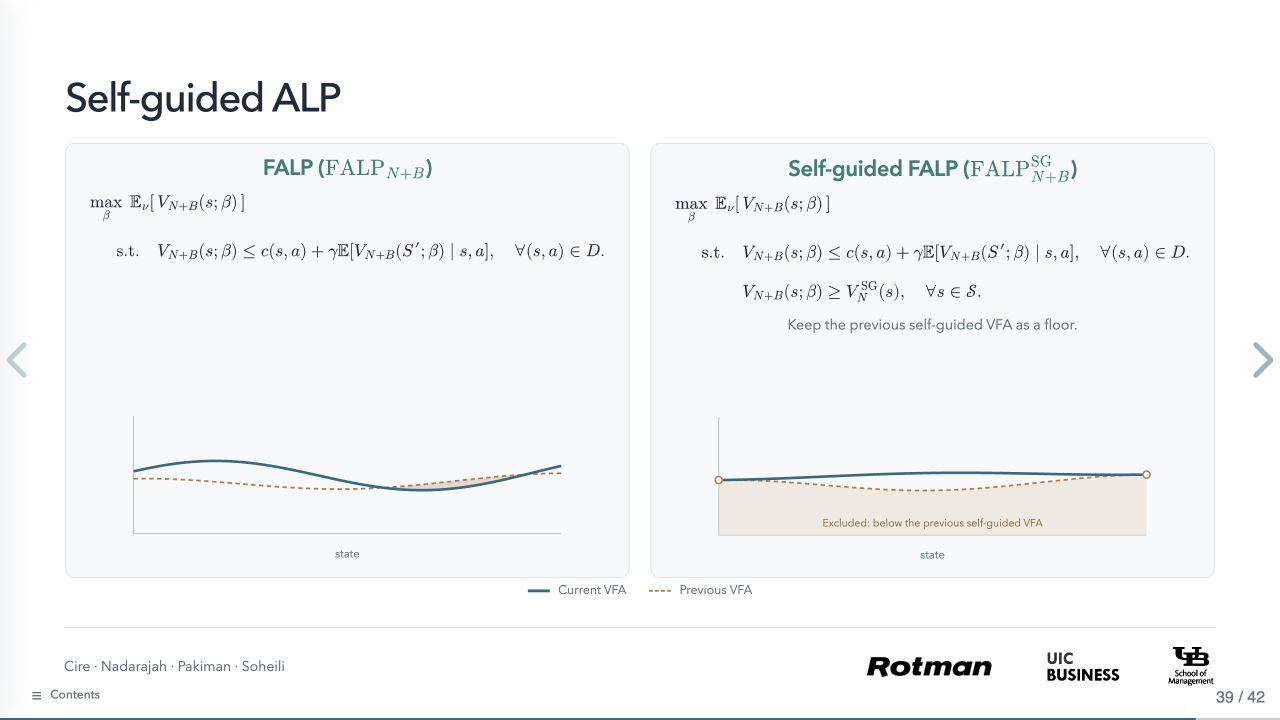 Self-guided ALP
FALP (FALP_{N+B})
max_β 𝔼_ν[V_{N+B}(s; β)]
s.t. V_{N+B}(s; β) ≤ c(s, a) + γ𝔼[V_{N+B}(S′; β) | s, a], ∀(s, a) ∈ D.
state
Self-guided FALP (FALP^{SG}_{N+B})
max_β 𝔼_ν[V_{N+B}(s; β)]
s.t. V_{N+B}(s; β) ≤ c(s, a) + γ𝔼[V_{N+B}(S′; β) | s, a], ∀(s, a) ∈ D.
V_{N+B}(s; β) ≥ V^{SG}_N(s), ∀s ∈ 𝒮.
Keep the previous self-guided VFA as a floor.
Excluded: below the previous self-guided VFA
state
Current VFA Previous VFA
Cire · Nadarajah · Pakiman · Soheili
Rotman
UIC
BUSINESS
UB
School of
Management
Contents
39 / 42